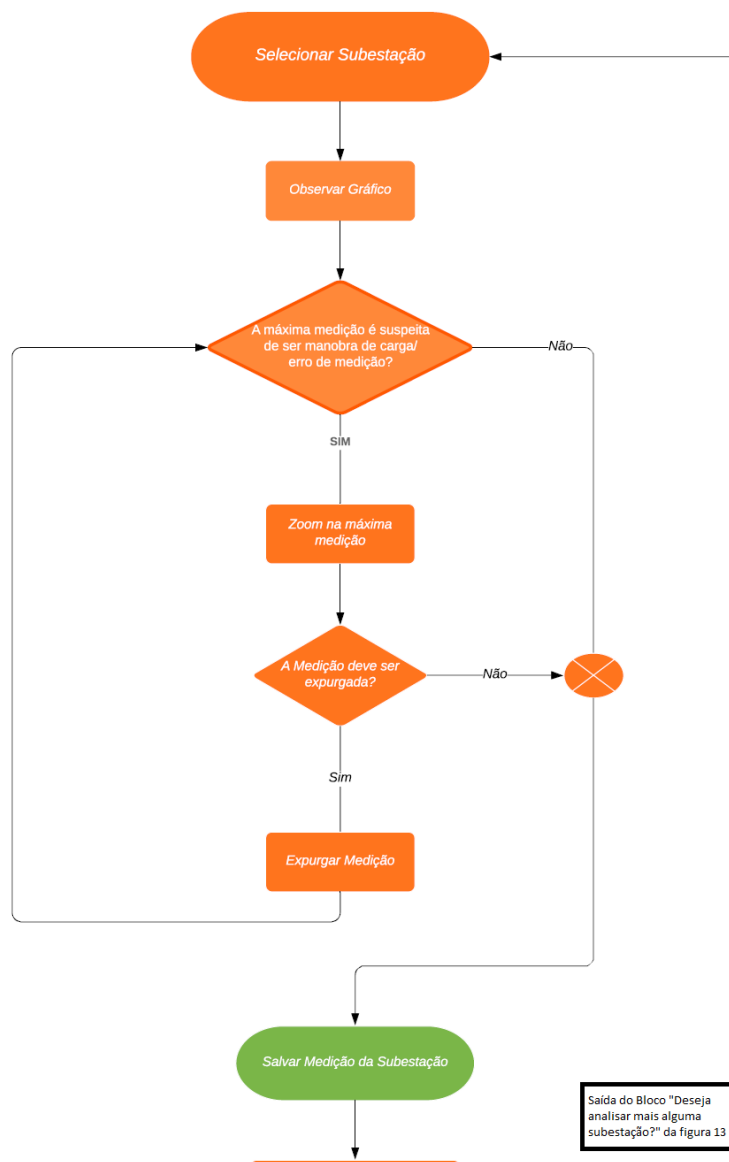 Selecionar Subestação
Observar Gráfico
A máxima medição é suspeita
de ser manobra de carga/
erro de medição?
Não
SIM
Zoom na máxima
medição
A Medição deve ser
expurgada?
Não
Sim
Expurgar Medição
Salvar Medição da Subestação
Saída do Bloco "Deseja
analisar mais alguma
subestação?" da figura 13